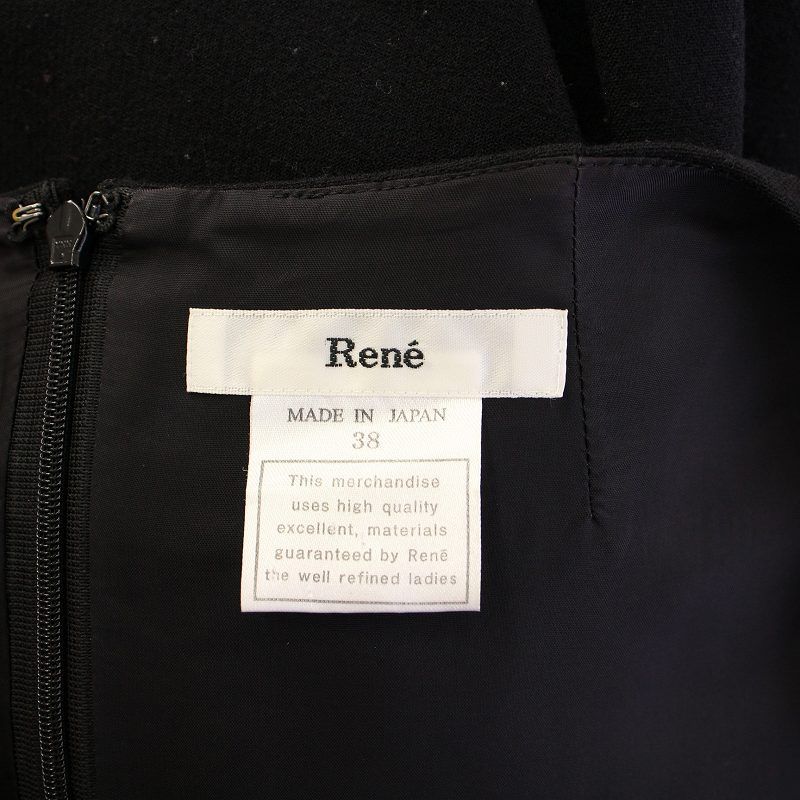 René
MADE IN JAPAN
38
This merchandise
uses high quality
excellent, materials
guaranteed by René
the well refined ladies